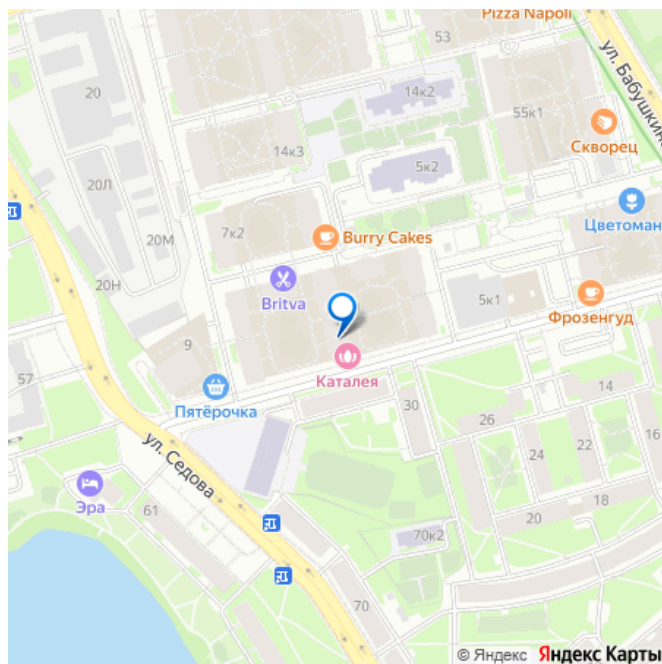 Pizza Napoli
53
ул. Бабушкина
20
14к2
55к1
Скворец
14к3
5к2
20Л
Цветоман
7к2
20М
Burry Cakes
20Н
Britva
5к1
Фрозенгуд
9
57
Каталея
14
Пятёрочка
30
26
16
24
22
ул. Седова
Эра
61
18
20
70к2
70
© Яндекс Яндекс Карты